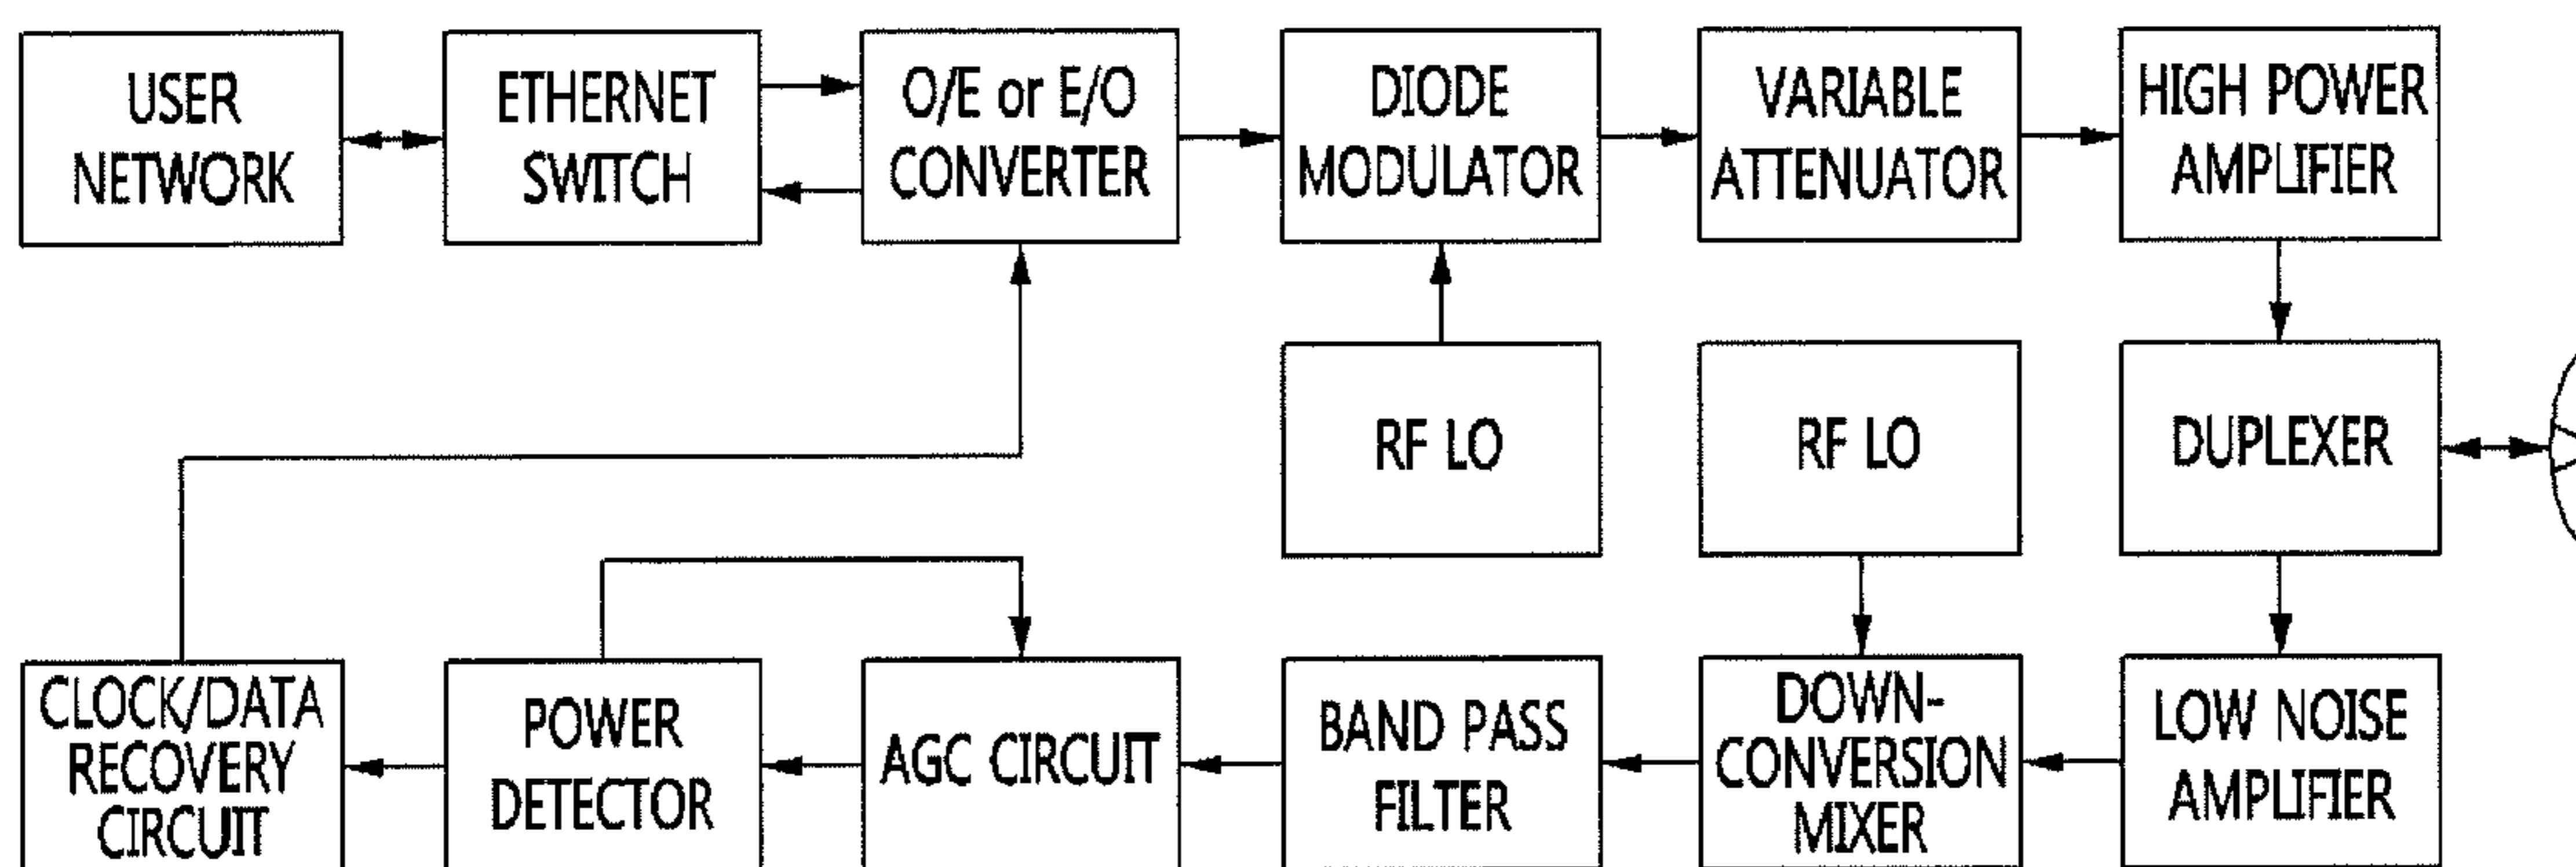 USER
NETWORK
ETHERNET
SWITCH
O/E or E/O
CONVERTER
DIODE
MODULATOR
VARIABLE
ATTENUATOR
HIGH POWER
AMPLIFIER
RF LO
RF LO
DUPLEXER
CLOCK/DATA
RECOVERY
CIRCUIT
POWER
DETECTOR
AGC CIRCUIT
BAND PASS
FILTER
DOWN-
CONVERSION
MIXER
LOW NOISE
AMPLIFIER